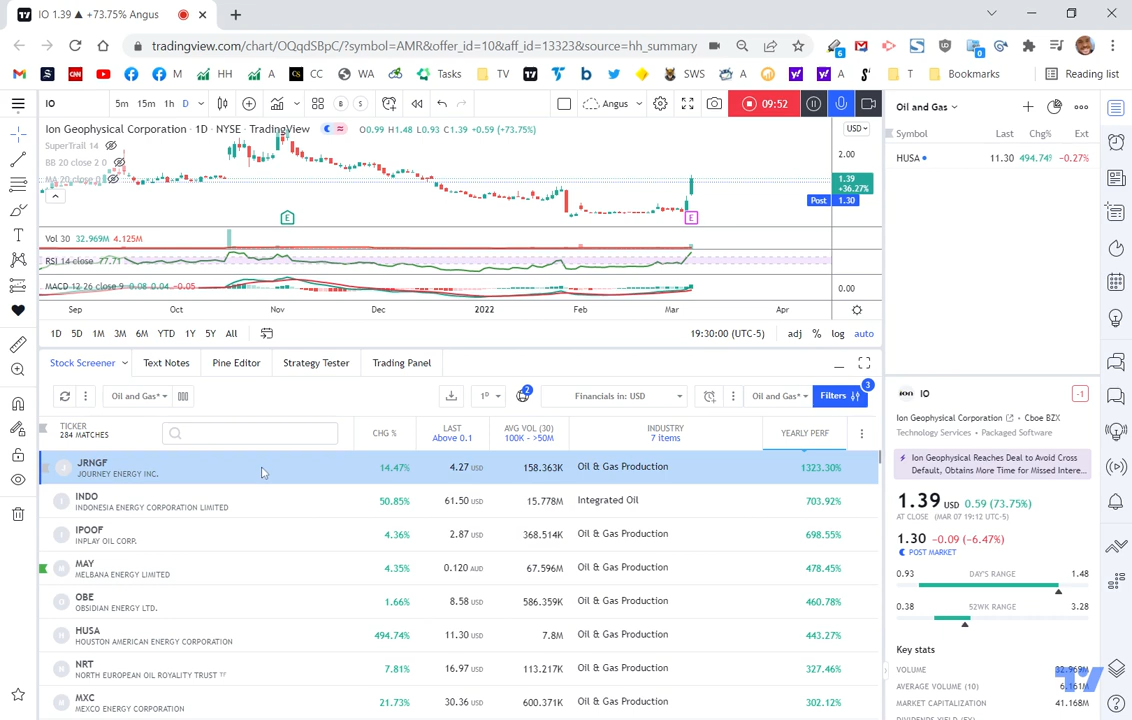 IO 1.39 ▲ +73.75% Angus
tradingview.com/chart/OQqdSBpC/?symbol=AMR&offer_id=10&aff_id=13323&source=hh_summary
6
0
M
HH
A
CC
WA
Tasks
TV
SWS
A
A
T
Bookmarks
Reading list
IO
5m 15m 1h D
B
S
Angus
09:52
Oil and Gas
Ion Geophysical Corporation · 1D · NYSE · TradingView
O0.99 H1.48 L0.93 C1.39 +0.59 (+73.75%)
USD
SuperTrail 14
BB 20 close 2 0
MA 20 close 0
2.00
1.39
+36.27%
Post 1.30
E
E
Vol 30 32.969M 4.125M
RSI 14 close 77.71
MACD 12 26 close 9 0.08 0.04 −0.05
0.00
Sep Oct Nov Dec 2022 Feb Mar Apr
1D 5D 1M 3M 6M YTD 1Y 5Y All
19:30:00 (UTC-5)
adj % log auto
Symbol Last Chg% Ext
HUSA 11.30 494.74% −0.27%
Stock Screener Text Notes Pine Editor Strategy Tester Trading Panel
Oil and Gas*
1D
2
Financials in: USD
Oil and Gas*
Filters
3
TICKER
284 MATCHES
CHG %
LAST
Above 0.1
AVG VOL (30)
100K - >50M
INDUSTRY
7 items
YEARLY PERF
J JRNGF 14.47% 4.27 USD 158.363K Oil & Gas Production 1323.30%
JOURNEY ENERGY INC.
I INDO 50.85% 61.50 USD 15.778M Integrated Oil 703.92%
INDONESIA ENERGY CORPORATION LIMITED
I IPOOF 4.36% 2.87 USD 368.514K Oil & Gas Production 698.55%
INPLAY OIL CORP.
M MAY 4.35% 0.120 AUD 67.596M Oil & Gas Production 478.45%
MELBANA ENERGY LIMITED
O OBE 1.66% 8.58 USD 586.359K Oil & Gas Production 460.78%
OBSIDIAN ENERGY LTD.
H HUSA 494.74% 11.30 USD 7.8M Oil & Gas Production 443.27%
HOUSTON AMERICAN ENERGY CORPORATION
N NRT 7.81% 16.97 USD 113.217K Oil & Gas Production 327.46%
NORTH EUROPEAN OIL ROYALITY TRUST TF
M MXC 21.73% 30.36 USD 600.371K Oil & Gas Production 302.12%
MEXCO ENERGY CORPORATION
ion IO
-1
Ion Geophysical Corporation Cboe BZX
Technology Services • Packaged Software
Ion Geophysical Reaches Deal to Avoid Cross
Default, Obtains More Time for Missed Intere...
1.39 USD 0.59 (73.75%)
AT CLOSE (MAR 07 19:12 UTC-5)
1.30 −0.09 (−6.47%)
POST MARKET
0.93 DAY'S RANGE 1.48
0.38 52WK RANGE 3.28
Key stats
VOLUME 32.969M
AVERAGE VOLUME (10) 6.161M
MARKET CAPITALIZATION 41.168M